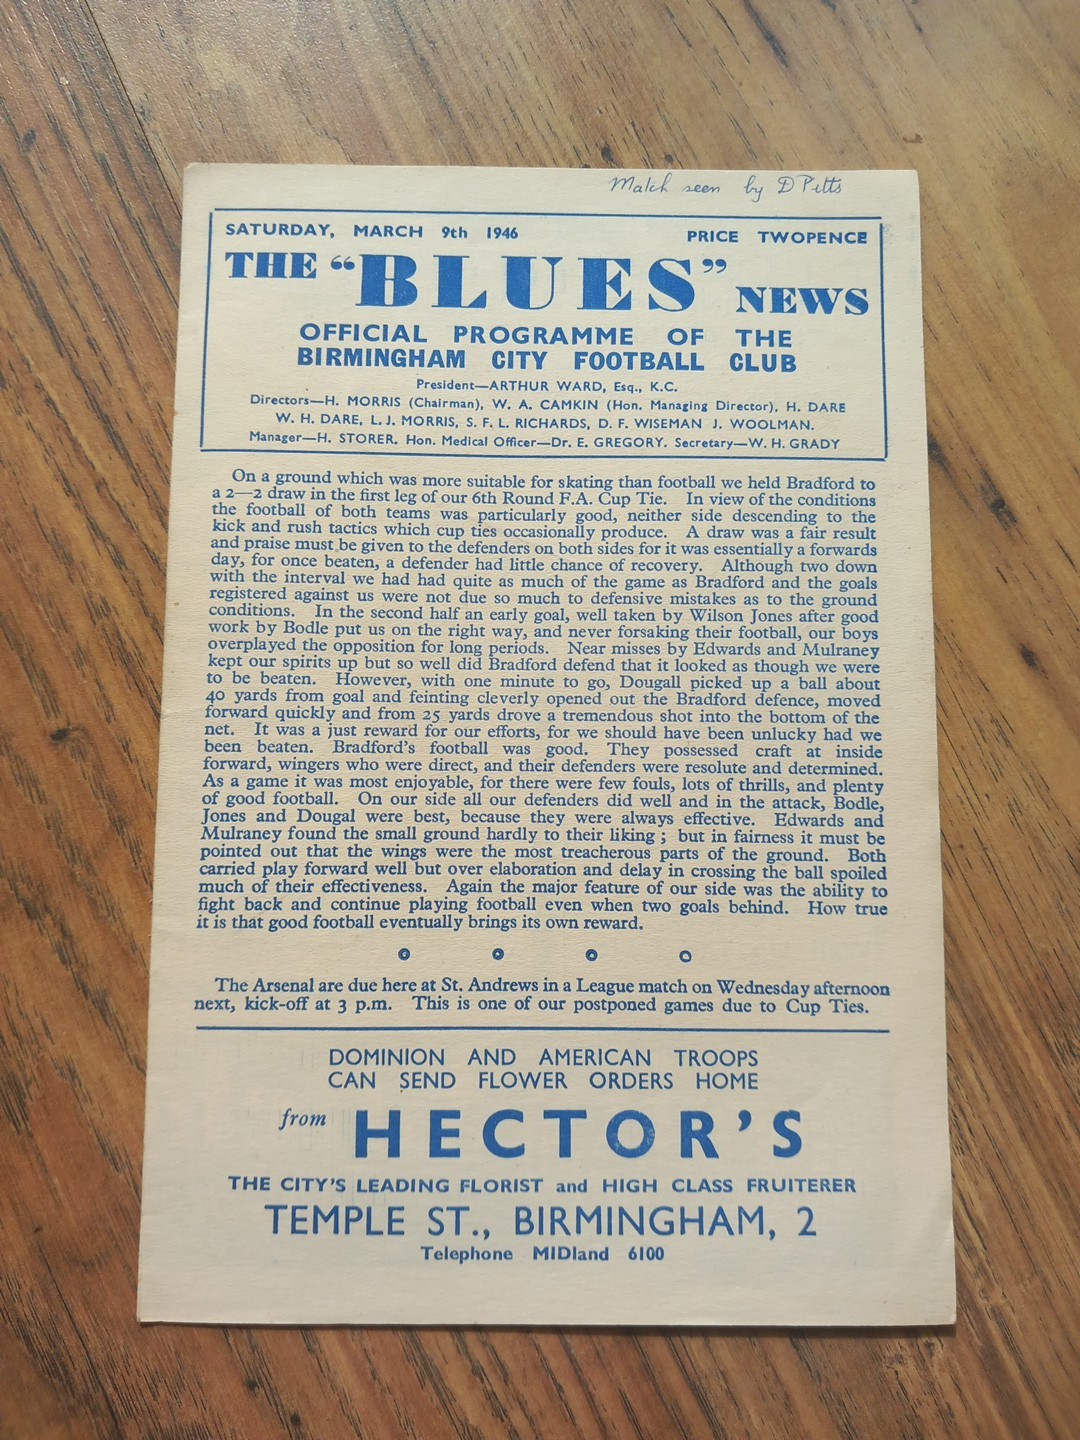 Match seen by D Pitts
SATURDAY, MARCH 9th 1946 PRICE TWOPENCE
THE "BLUES" NEWS
OFFICIAL PROGRAMME OF THE
BIRMINGHAM CITY FOOTBALL CLUB
President—ARTHUR WARD, Esq., K.C.
Directors—H. MORRIS (Chairman), W. A. CAMKIN (Hon. Managing Director), H. DARE
W. H. DARE, L. J. MORRIS, S. F. L. RICHARDS, D. F. WISEMAN J. WOOLMAN.
Manager—H. STORER. Hon. Medical Officer—Dr. E. GREGORY. Secretary—W. H. GRADY
On a ground which was more suitable for skating than football we held Bradford to
a 2—2 draw in the first leg of our 6th Round F.A. Cup Tie. In view of the conditions
the football of both teams was particularly good, neither side descending to the
kick and rush tactics which cup ties occasionally produce. A draw was a fair result
and praise must be given to the defenders on both sides for it was essentially a forwards
day, for once beaten, a defender had little chance of recovery. Although two down
with the interval we had had quite as much of the game as Bradford and the goals
registered against us were not due so much to defensive mistakes as to the ground
conditions. In the second half an early goal, well taken by Wilson Jones after good
work by Bodle put us on the right way, and never forsaking their football, our boys
overplayed the opposition for long periods. Near misses by Edwards and Mulraney
kept our spirits up but so well did Bradford defend that it looked as though we were
to be beaten. However, with one minute to go, Dougall picked up a ball about
40 yards from goal and feinting cleverly opened out the Bradford defence, moved
forward quickly and from 25 yards drove a tremendous shot into the bottom of the
net. It was a just reward for our efforts, for we should have been unlucky had we
been beaten. Bradford's football was good. They possessed craft at inside
forward, wingers who were direct, and their defenders were resolute and determined.
As a game it was most enjoyable, for there were few fouls, lots of thrills, and plenty
of good football. On our side all our defenders did well and in the attack, Bodle,
Jones and Dougal were best, because they were always effective. Edwards and
Mulraney found the small ground hardly to their liking ; but in fairness it must be
pointed out that the wings were the most treacherous parts of the ground. Both
carried play forward well but over elaboration and delay in crossing the ball spoiled
much of their effectiveness. Again the major feature of our side was the ability to
fight back and continue playing football even when two goals behind. How true
it is that good football eventually brings its own reward.
The Arsenal are due here at St. Andrews in a League match on Wednesday afternoon
next, kick-off at 3 p.m. This is one of our postponed games due to Cup Ties.
DOMINION AND AMERICAN TROOPS
CAN SEND FLOWER ORDERS HOME
from HECTOR'S
THE CITY'S LEADING FLORIST and HIGH CLASS FRUITERER
TEMPLE ST., BIRMINGHAM, 2
Telephone MIDland 6100